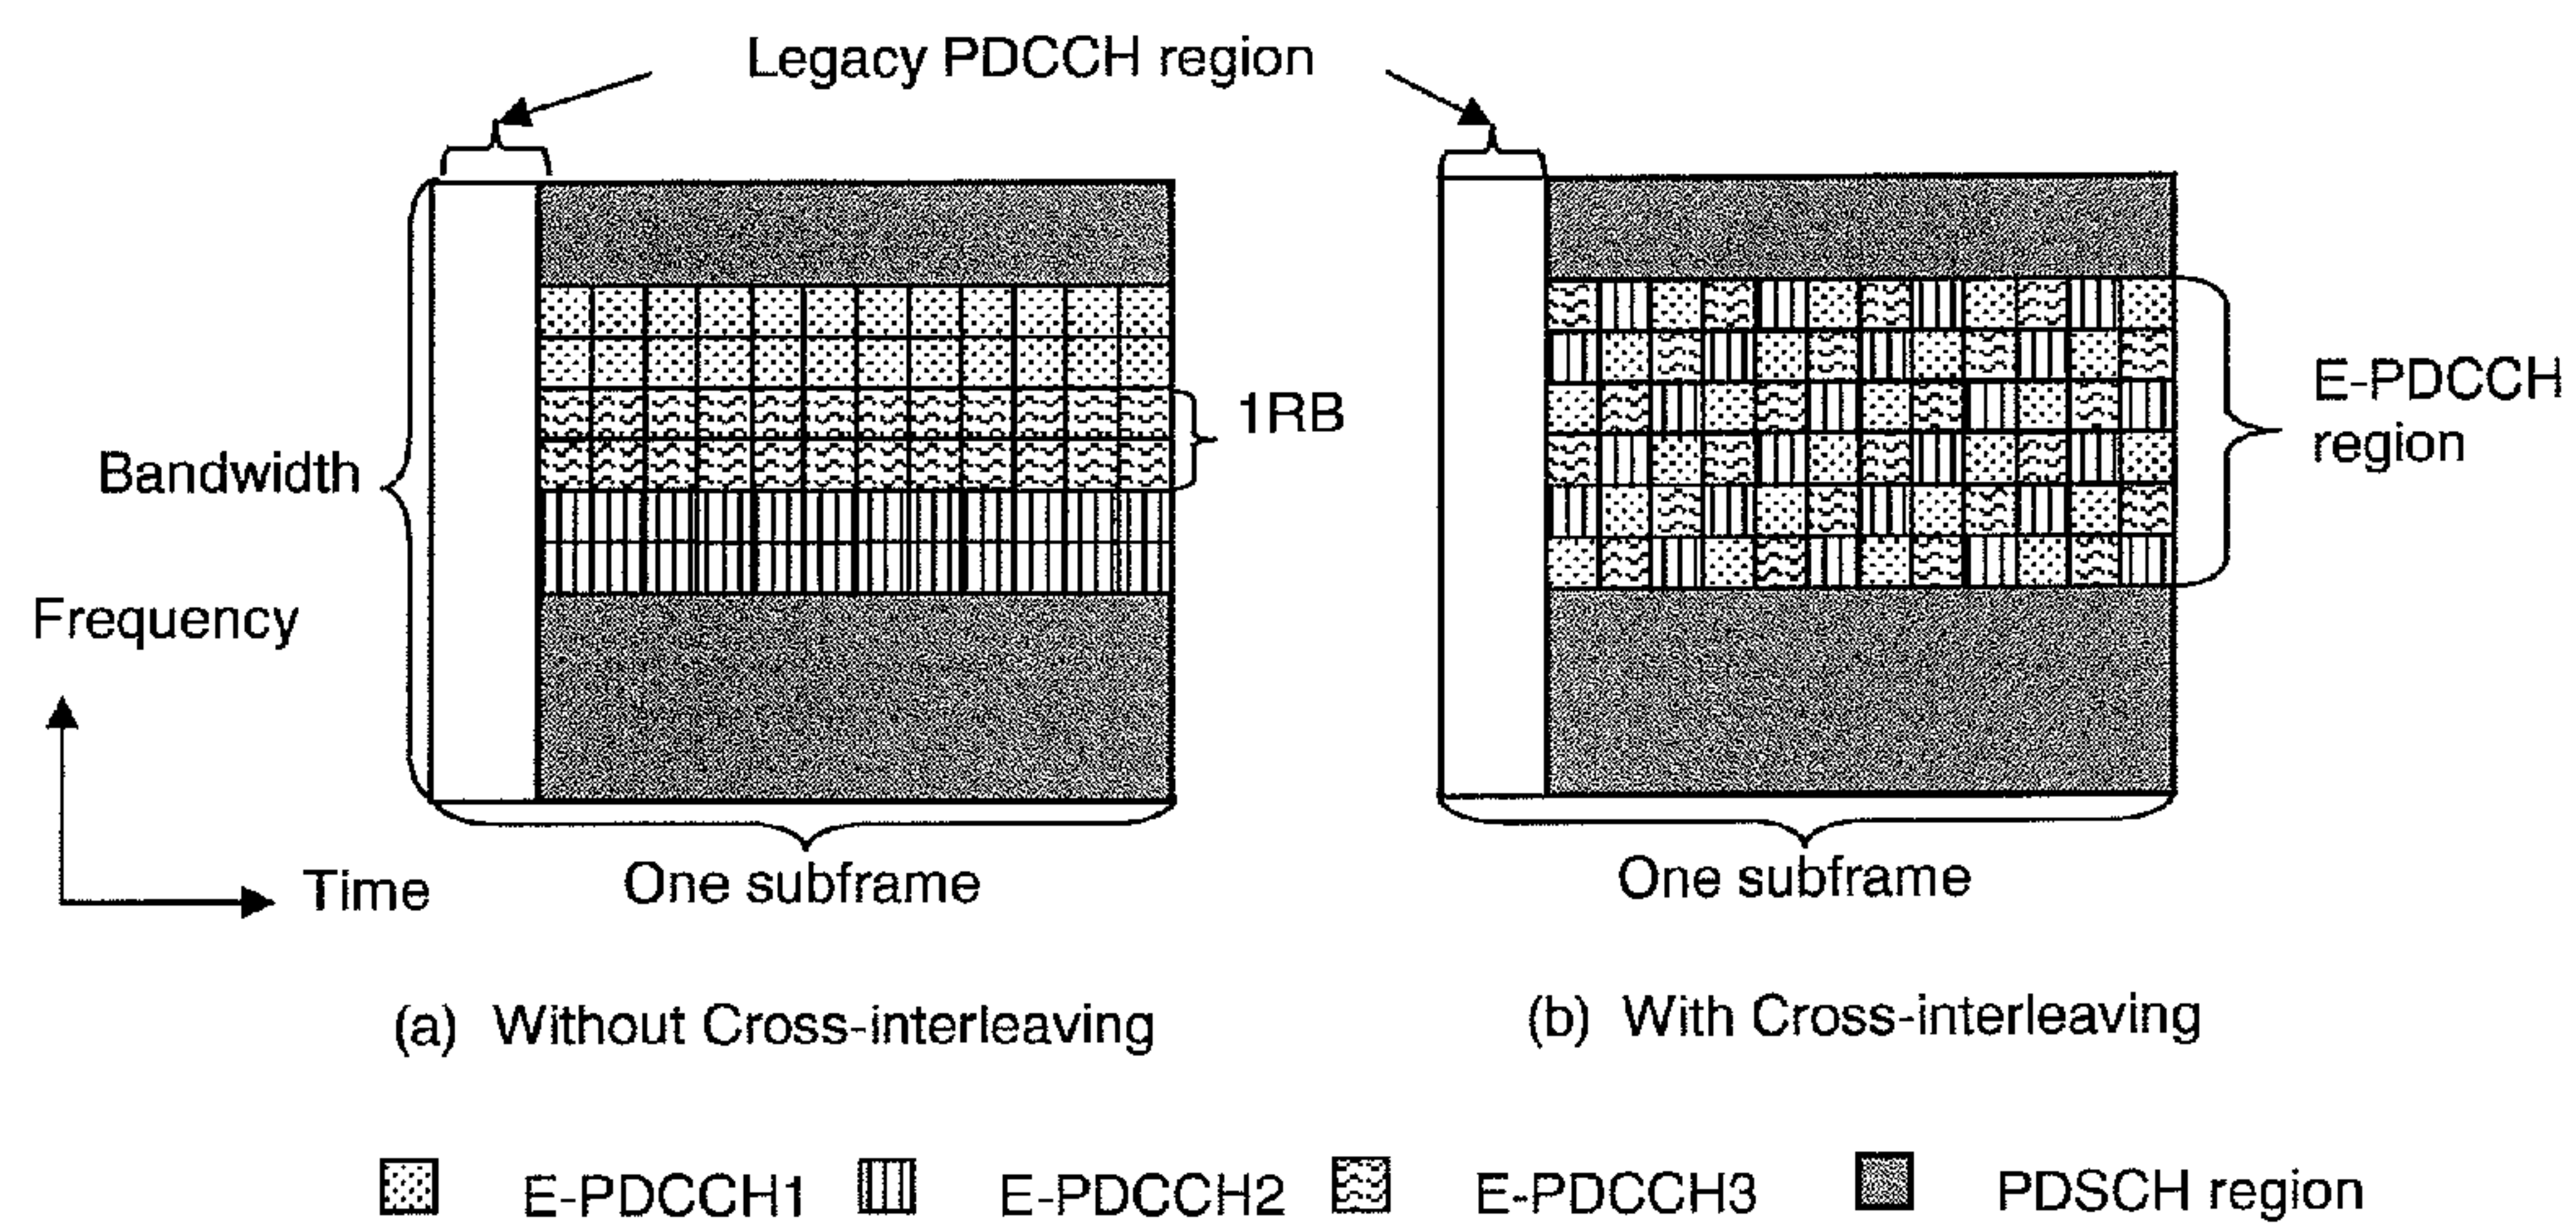 Legacy PDCCH region
1RB
E-PDCCH
region
Bandwidth
Frequency
Time
One subframe
One subframe
(a) Without Cross-interleaving
(b) With Cross-interleaving
E-PDCCH1
E-PDCCH2
E-PDCCH3
PDSCH region